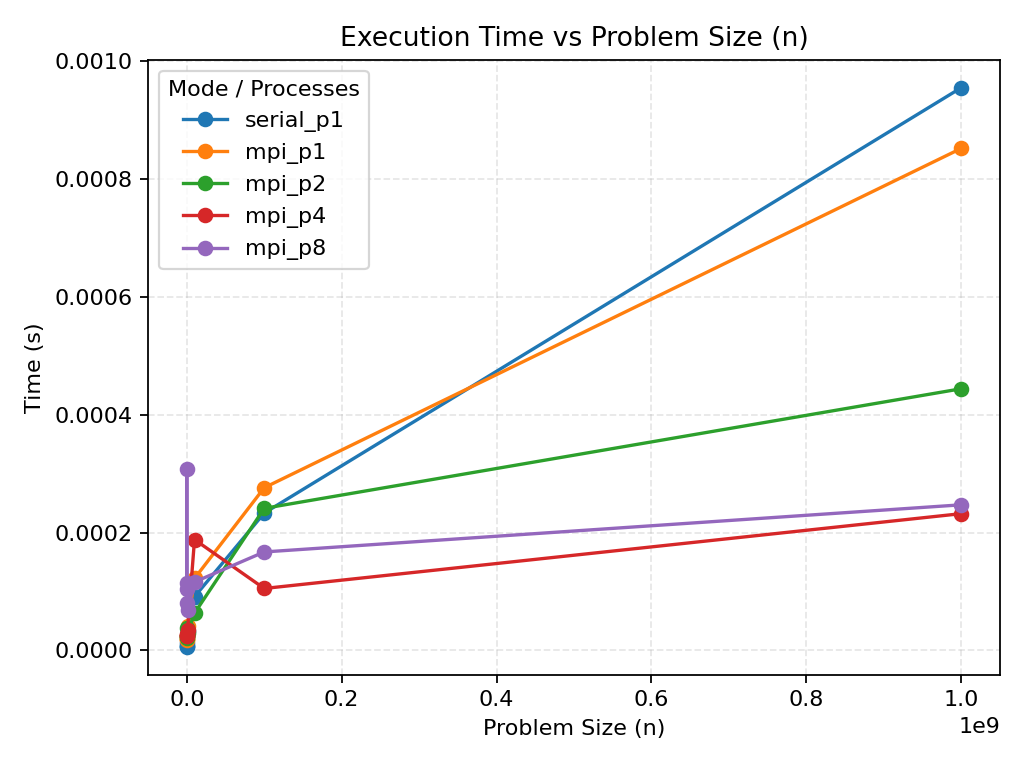 Execution Time vs Problem Size (n)
Mode / Processes
serial_p1
mpi_p1
mpi_p2
mpi_p4
mpi_p8
Time (s)
0.0010
0.0008
0.0006
0.0004
0.0002
0.0000
0.0 0.2 0.4 0.6 0.8 1.0
1e9
Problem Size (n)